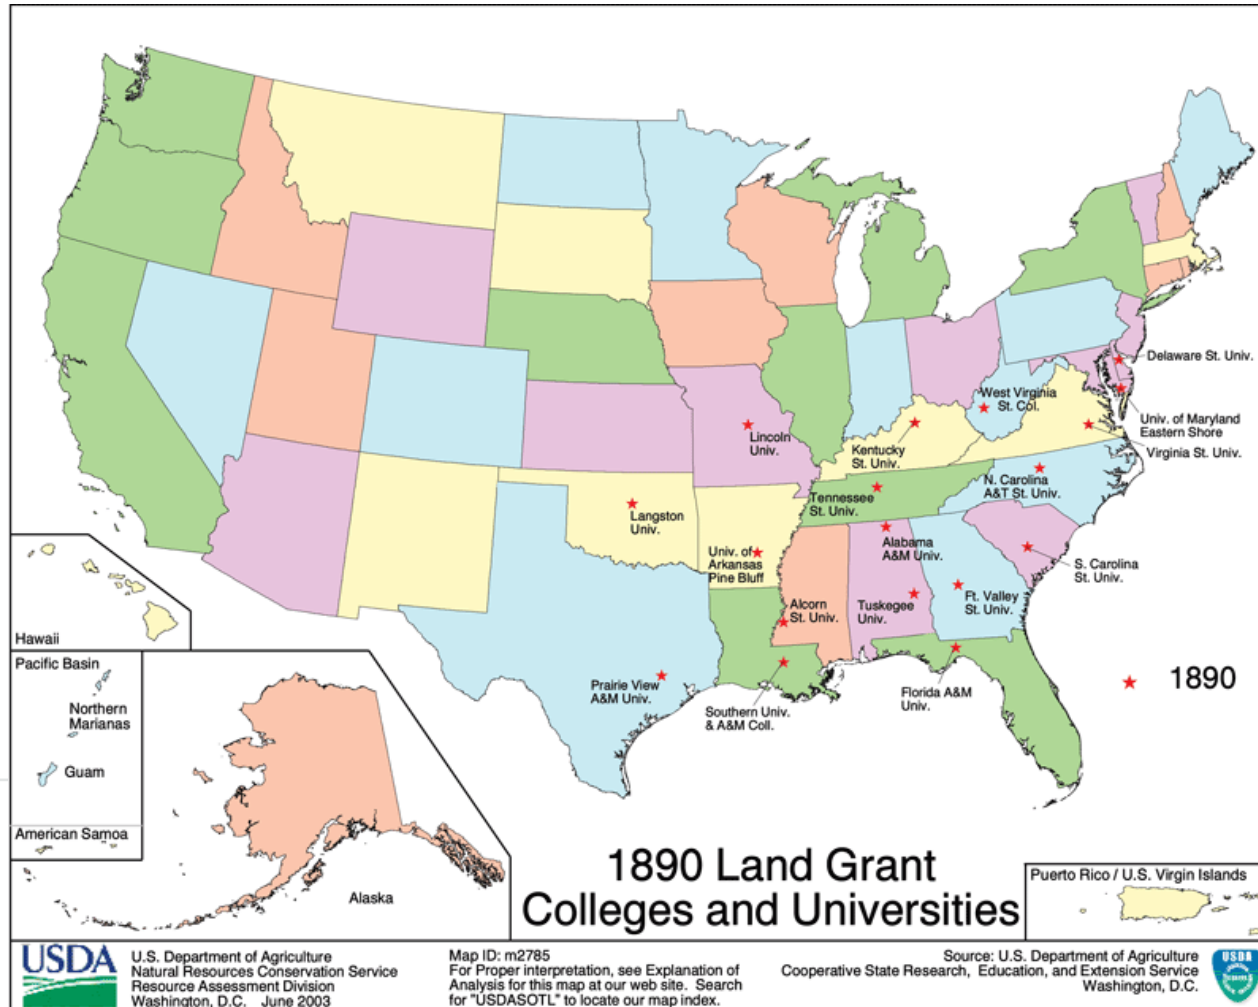 Delaware St. Univ.
West Virginia
St. Col.
Univ. of Maryland
Eastern Shore
Virginia St. Univ.
Lincoln
Univ.
Kentucky
St. Univ.
N. Carolina
A&T St. Univ.
Tennessee
St. Univ.
Langston
Univ.
Alabama
A&M Univ.
Univ. of
Arkansas
Pine Bluff
S. Carolina
St. Univ.
Alcorn
St. Univ.
Tuskegee
Univ.
Ft. Valley
St. Univ.
Hawaii
Pacific Basin
Northern
Marianas
Guam
American Samoa
Alaska
Prairie View
A&M Univ.
Southern Univ.
& A&M Coll.
Florida A&M
Univ.
1890
1890 Land Grant
Colleges and Universities
Puerto Rico / U.S. Virgin Islands
USDA
U.S. Department of Agriculture
Natural Resources Conservation Service
Resource Assessment Division
Washington, D.C. June 2003
Map ID: m2785
For Proper interpretation, see Explanation of
Analysis for this map at our web site. Search
for "USDASOTL" to locate our map index.
Source: U.S. Department of Agriculture
Cooperative State Research, Education, and Extension Service
Washington, D.C.
USDA